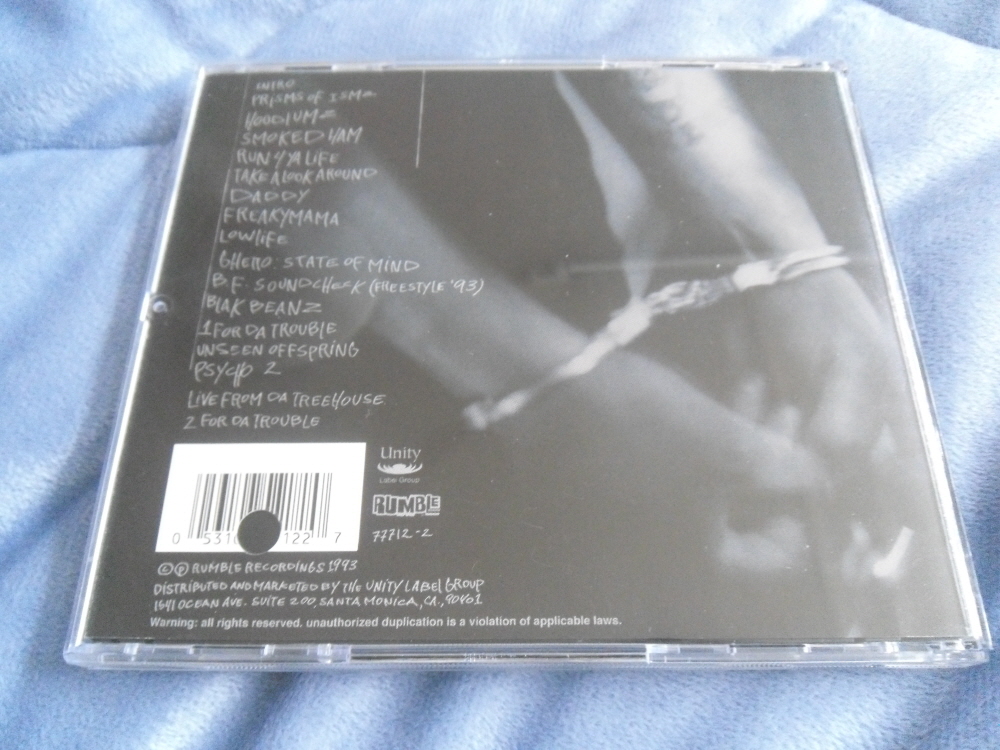 INTRO
PRISMS OF ISMZ
HOODLUMZ
SMOKED HAM
RUN 4 YA LIFE
TAKE A LOOK AROUND
DADDY
FREAKYMAMA
LOWLIFE
GHETTO: STATE OF MIND
B.F. SOUNDCHECK (FREESTYLE '93)
BLAK BEANZ
1 FOR DA TROUBLE
UNSEEN OFFSPRING
PSYCHO 2
LIVE FROM DA TREEHOUSE
2 FOR DA TROUBLE
Unity
Label Group
RUMBLE
77712-2
0 531 122 7
© ℗ RUMBLE RECORDINGS 1993
DISTRIBUTED AND MARKETED BY THE UNITY LABEL GROUP
1541 OCEAN AVE. SUITE 200, SANTA MONICA, CA., 90401
Warning: all rights reserved. unauthorized duplication is a violation of applicable laws.